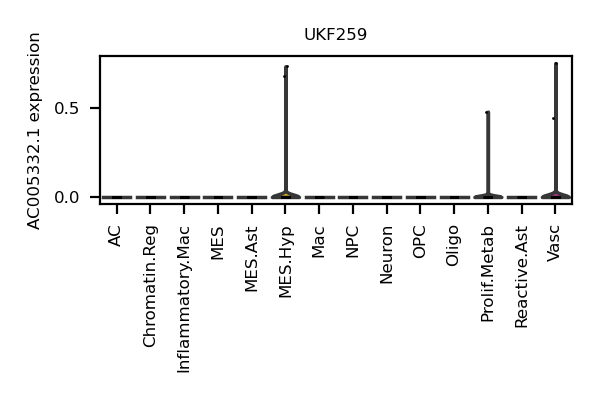 UKF259
AC005332.1 expression
0.5
0.0
AC
Chromatin.Reg
Inflammatory.Mac
MES
MES.Ast
MES.Hyp
Mac
NPC
Neuron
OPC
Oligo
Prolif.Metab
Reactive.Ast
Vasc